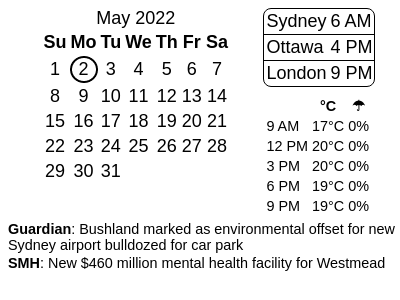 May 2022
Su Mo Tu We Th Fr Sa
1 2 3 4 5 6 7
8 9 10 11 12 13 14
15 16 17 18 19 20 21
22 23 24 25 26 27 28
29 30 31
Sydney 6 AM
Ottawa 4 PM
London 9 PM
°C ☂
9 AM 17°C 0%
12 PM 20°C 0%
3 PM 20°C 0%
6 PM 19°C 0%
9 PM 19°C 0%
Guardian: Bushland marked as environmental offset for new
Sydney airport bulldozed for car park
SMH: New $460 million mental health facility for Westmead